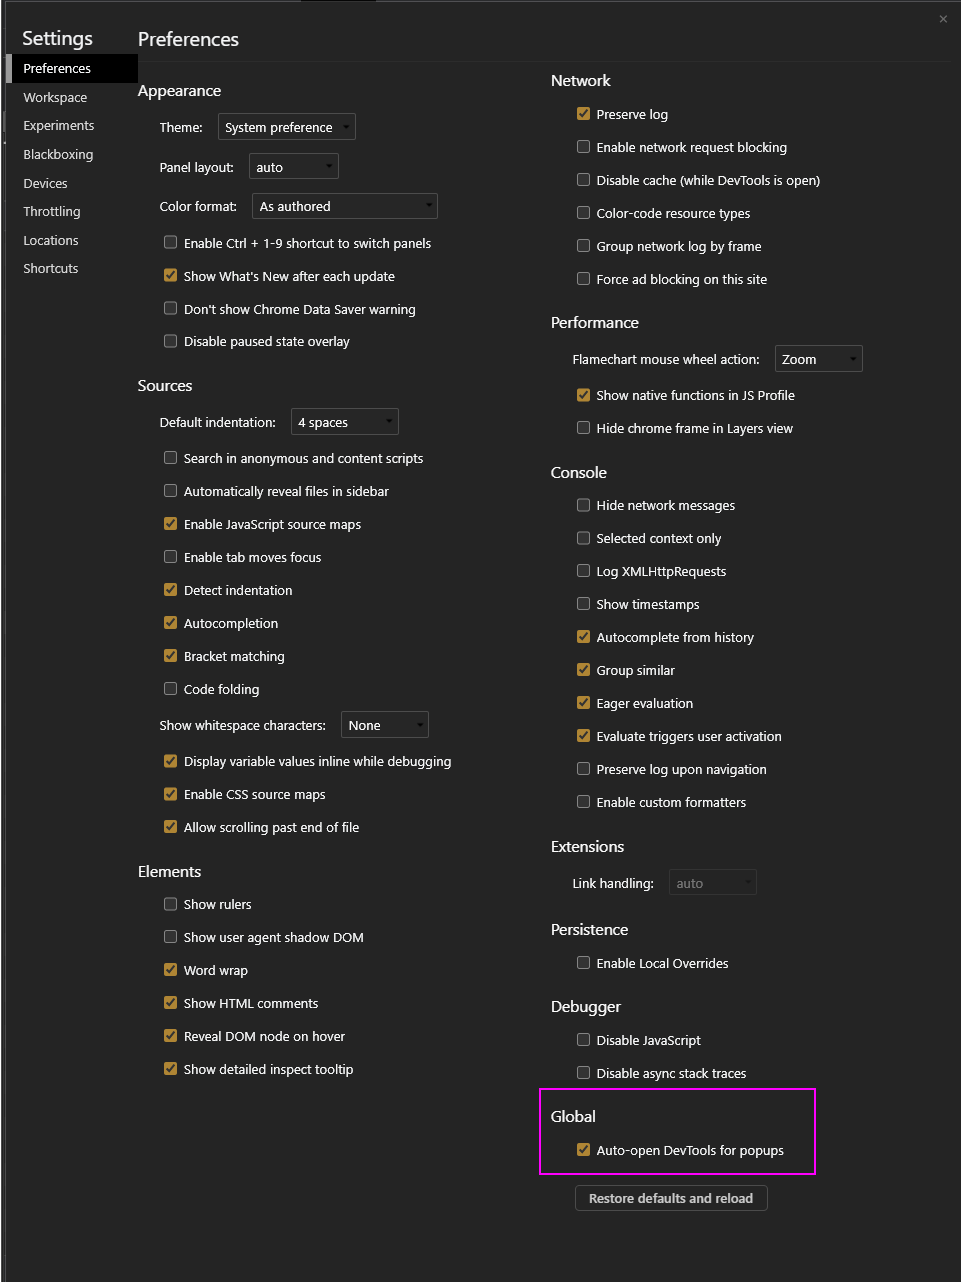 Settings
Preferences
Workspace
Experiments
Blackboxing
Devices
Throttling
Locations
Shortcuts
Preferences
Appearance
Theme: System preference
Panel layout: auto
Color format: As authored
Enable Ctrl + 1-9 shortcut to switch panels
Show What's New after each update
Don't show Chrome Data Saver warning
Disable paused state overlay
Sources
Default indentation: 4 spaces
Search in anonymous and content scripts
Automatically reveal files in sidebar
Enable JavaScript source maps
Enable tab moves focus
Detect indentation
Autocompletion
Bracket matching
Code folding
Show whitespace characters: None
Display variable values inline while debugging
Enable CSS source maps
Allow scrolling past end of file
Elements
Show rulers
Show user agent shadow DOM
Word wrap
Show HTML comments
Reveal DOM node on hover
Show detailed inspect tooltip
Network
Preserve log
Enable network request blocking
Disable cache (while DevTools is open)
Color-code resource types
Group network log by frame
Force ad blocking on this site
Performance
Flamechart mouse wheel action: Zoom
Show native functions in JS Profile
Hide chrome frame in Layers view
Console
Hide network messages
Selected context only
Log XMLHttpRequests
Show timestamps
Autocomplete from history
Group similar
Eager evaluation
Evaluate triggers user activation
Preserve log upon navigation
Enable custom formatters
Extensions
Link handling: auto
Persistence
Enable Local Overrides
Debugger
Disable JavaScript
Disable async stack traces
Global
Auto-open DevTools for popups
Restore defaults and reload